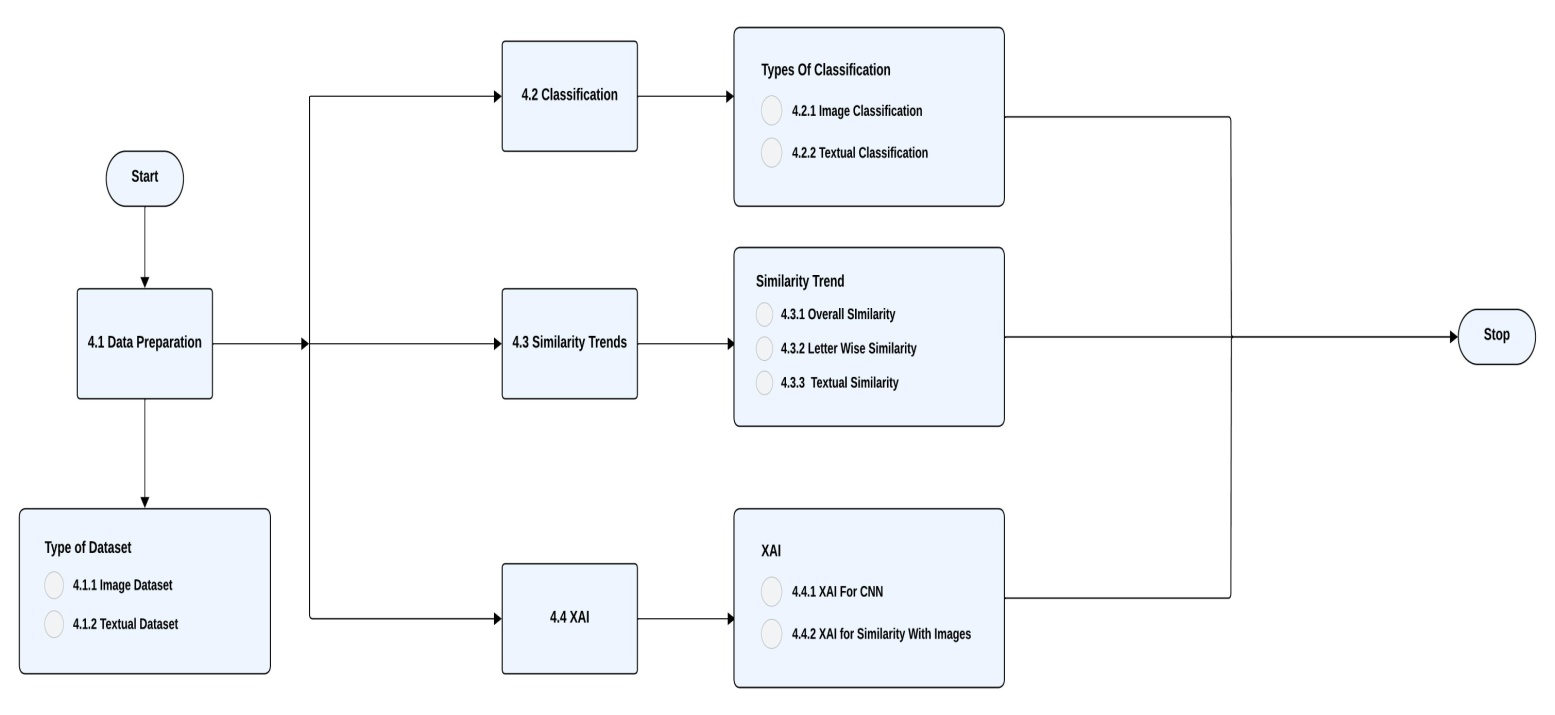 Start
4.1 Data Preparation
Type of Dataset
4.1.1 Image Dataset
4.1.2 Textual Dataset
4.2 Classification
Types Of Classification
4.2.1 Image Classification
4.2.2 Textual Classification
4.3 Similarity Trends
Similarity Trend
4.3.1 Overall SImilarity
4.3.2 Letter Wise Similarity
4.3.3  Textual Similarity
4.4 XAI
XAI
4.4.1 XAI For CNN
4.4.2 XAI for Similarity With Images
Stop